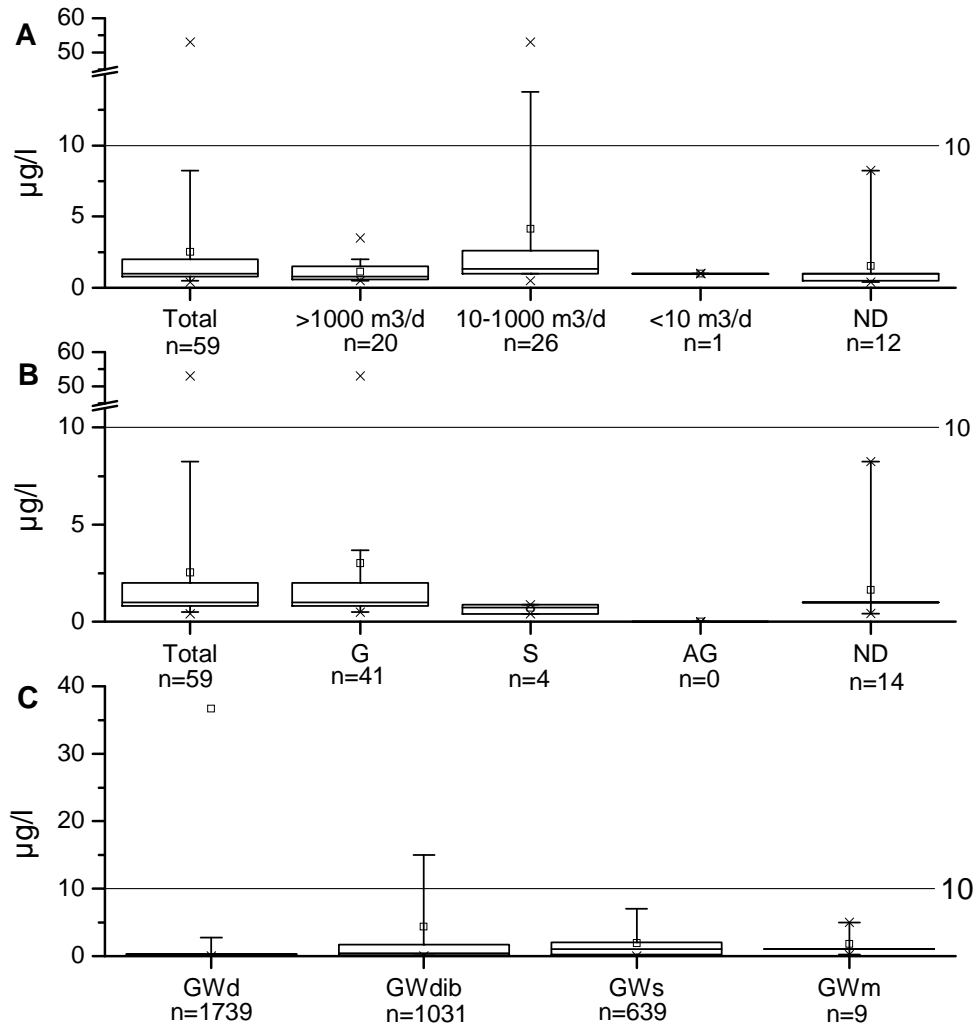 A
60
50
10
5
0
µg/l
10
Total >1000 m3/d 10-1000 m3/d <10 m3/d ND
n=59 n=20 n=26 n=1 n=12
B
60
50
10
5
0
µg/l
10
Total G S AG ND
n=59 n=41 n=4 n=0 n=14
C
40
30
20
10
0
µg/l
10
GWd GWdib GWs GWm
n=1739 n=1031 n=639 n=9